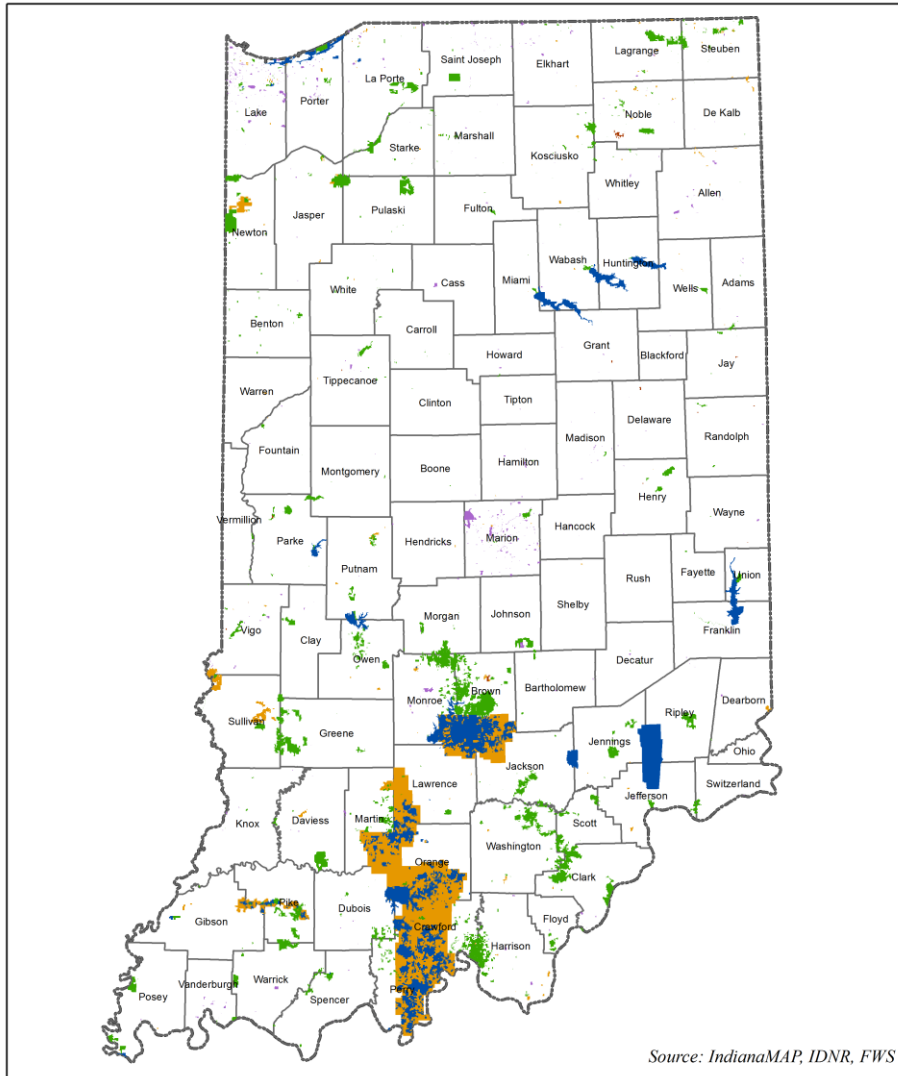 Lagrange
Steuben
Saint Joseph
Elkhart
La Porte
Porter
Lake
Noble
De Kalb
Marshall
Starke
Kosciusko
Whitley
Allen
Jasper
Pulaski
Fulton
Newton
Wabash
Huntington
Miami
Cass
White
Wells
Adams
Benton
Carroll
Grant
Blackford
Howard
Jay
Tippecanoe
Warren
Clinton
Tipton
Delaware
Madison
Randolph
Fountain
Montgomery
Boone
Hamilton
Henry
Wayne
Vermillion
Hancock
Parke
Hendricks
Marion
Putnam
Rush
Fayette
Union
Shelby
Morgan
Johnson
Vigo
Clay
Franklin
Owen
Decatur
Brown
Bartholomew
Monroe
Dearborn
Ripley
Sullivan
Greene
Jennings
Ohio
Jackson
Lawrence
Switzerland
Jefferson
Knox
Daviess
Martin
Scott
Washington
Orange
Clark
Pike
Dubois
Gibson
Floyd
Crawford
Harrison
Warrick
Vanderburgh
Posey
Spencer
Source: IndianaMAP, IDNR, FWS